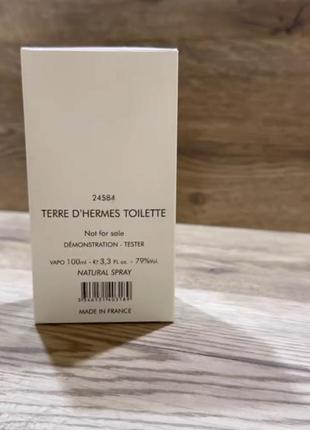 24584
TERRE D'HERMES TOILETTE
Not for sale
DÉMONSTRATION - TESTER
VAPO 100ml - e 3,3 fl. oz. - 79%Vol.
NATURAL SPRAY
MADE IN FRANCE